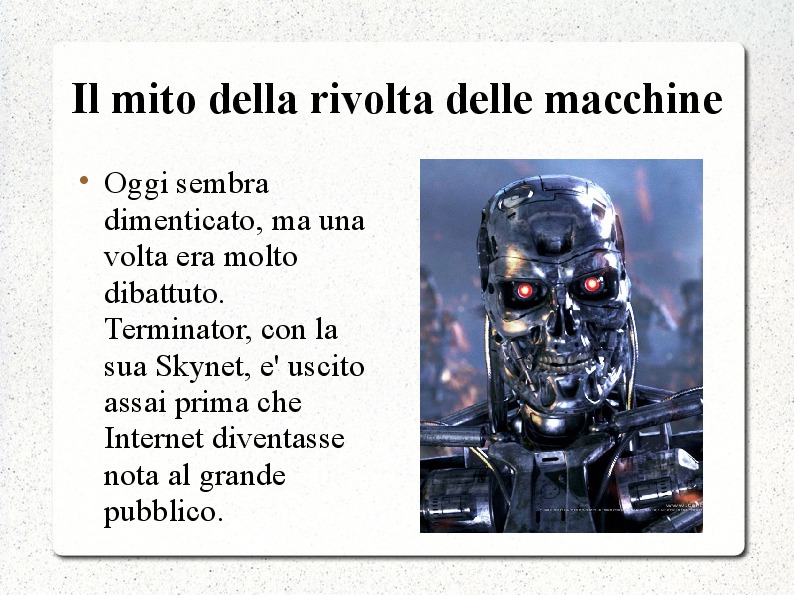 Il mito della rivolta delle macchine
Oggi sembra
dimenticato, ma una
volta era molto
dibattuto.
Terminator, con la
sua Skynet, e' uscito
assai prima che
Internet diventasse
nota al grande
pubblico.